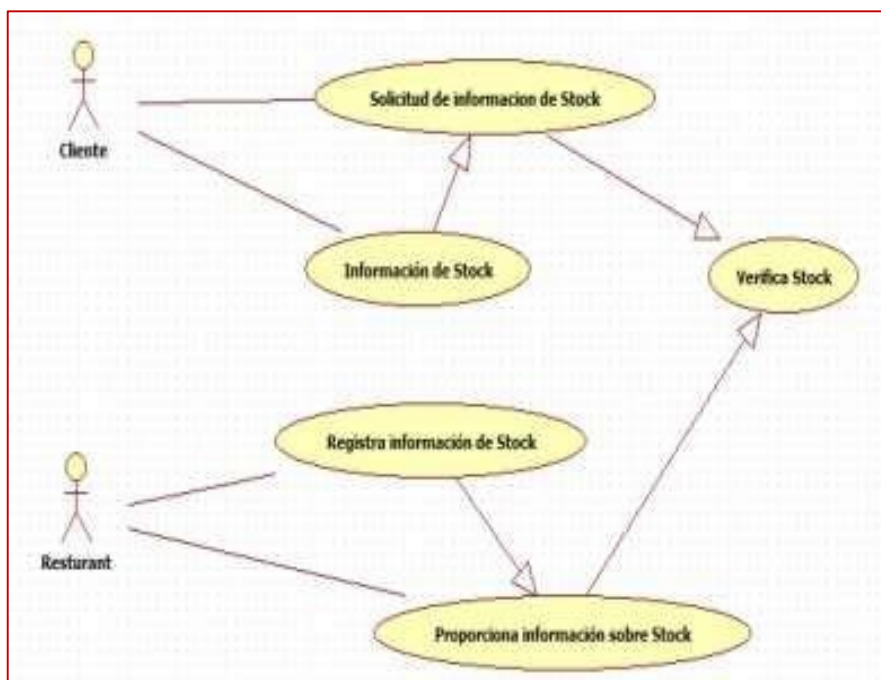 Solicitud de informacion de Stock
Cliente
Información de Stock
Verifica Stock
Registra información de Stock
Resturant
Proporciona información sobre Stock